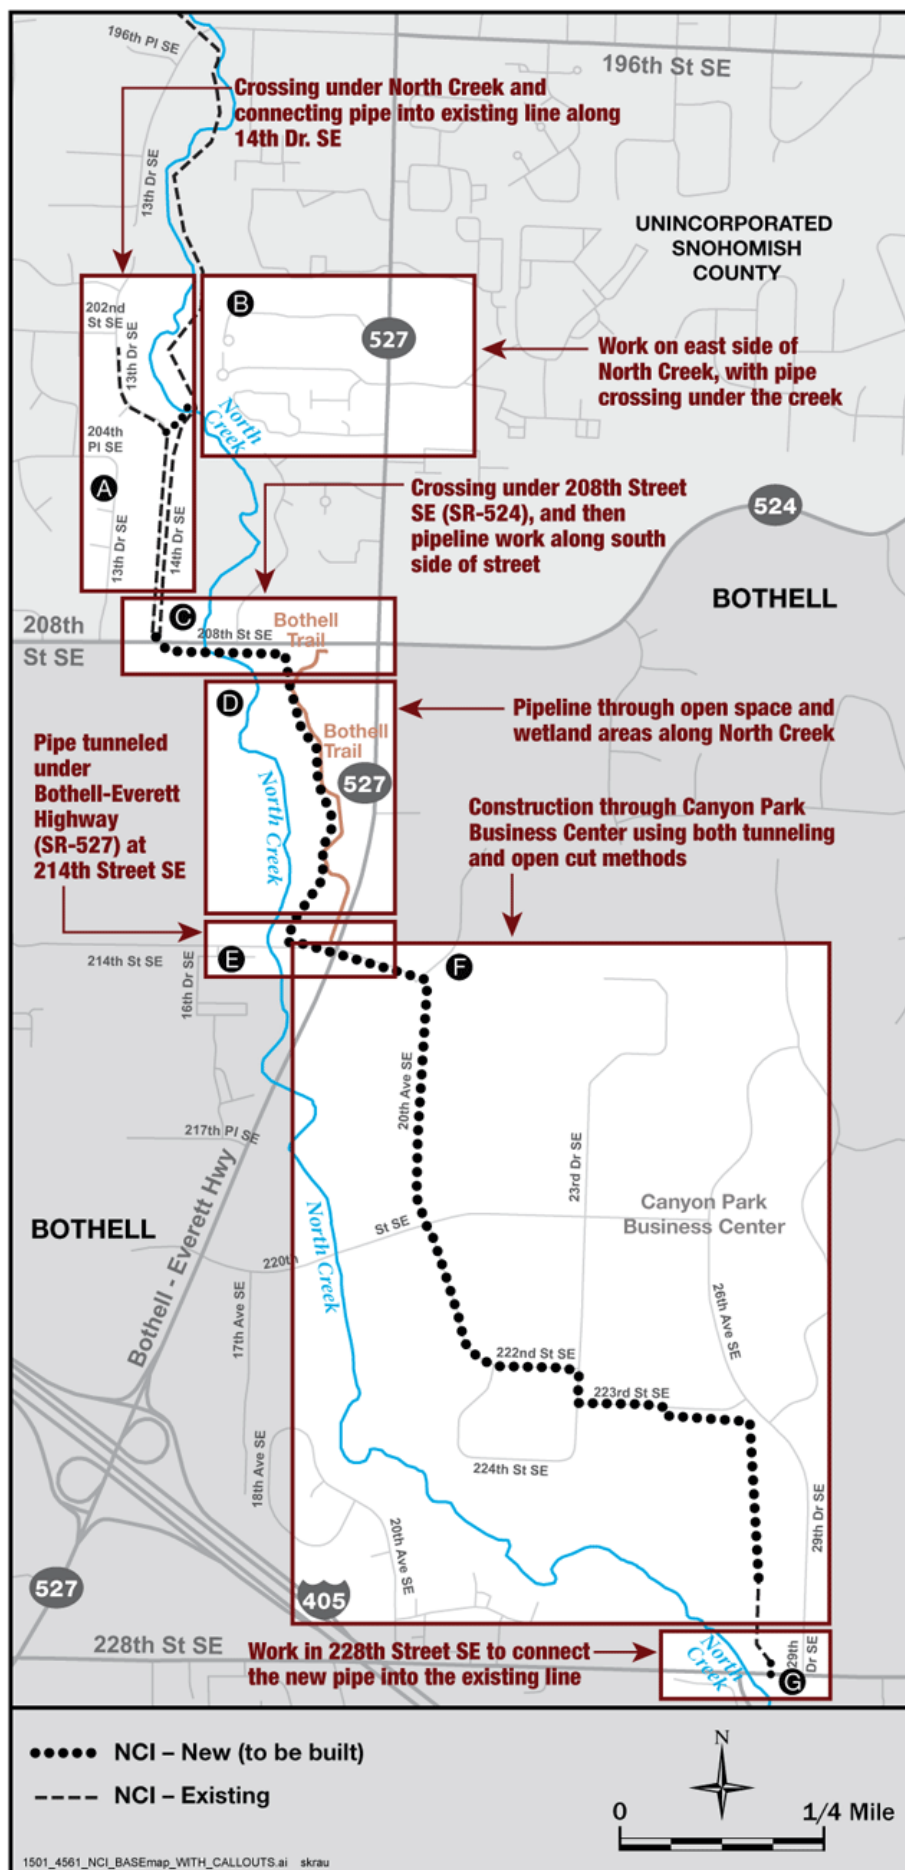 196th Pl SE
196th St SE
Crossing under North Creek and
connecting pipe into existing line along
14th Dr. SE
13th Dr SE
UNINCORPORATED
SNOHOMISH
COUNTY
202nd
St SE
13th Dr SE
B
527
Work on east side of
North Creek, with pipe
crossing under the creek
North
Creek
204th
Pl SE
A
13th Dr SE
14th Dr SE
Crossing under 208th Street
SE (SR-524), and then
pipeline work along south
side of street
524
BOTHELL
208th
St SE
C
208th St SE
Bothell
Trail
D
Pipeline through open space and
wetland areas along North Creek
Bothell
Trail
527
North Creek
Pipe tunneled
under
Bothell-Everett
Highway
(SR-527) at
214th Street SE
Construction through Canyon Park
Business Center using both tunneling
and open cut methods
214th St SE
E
F
16th Dr SE
20th Ave SE
217th Pl SE
23rd Dr SE
Canyon Park
Business Center
BOTHELL
Bothell - Everett Hwy
220th
St SE
North Creek
17th Ave SE
26th Ave SE
222nd St SE
223rd St SE
224th St SE
18th Ave SE
20th Ave SE
29th Dr SE
527
405
228th St SE
Work in 228th Street SE to connect
the new pipe into the existing line
North
Creek
29th
Dr SE
G
NCI – New (to be built)
NCI – Existing
N
0
1/4 Mile
1501_4561_NCI_BASEmap_WITH_CALLOUTS.ai skrau